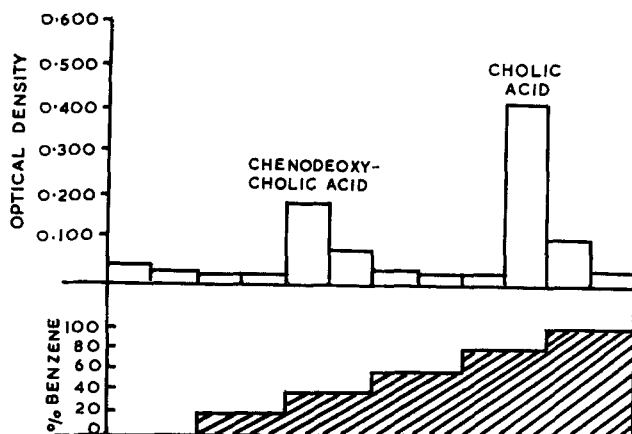 0·600
0·500
0·400
0·300
0·200
0·100
OPTICAL DENSITY
CHENODEOXY-
CHOLIC ACID
CHOLIC
ACID
100
80
60
40
20
0
% BENZENE